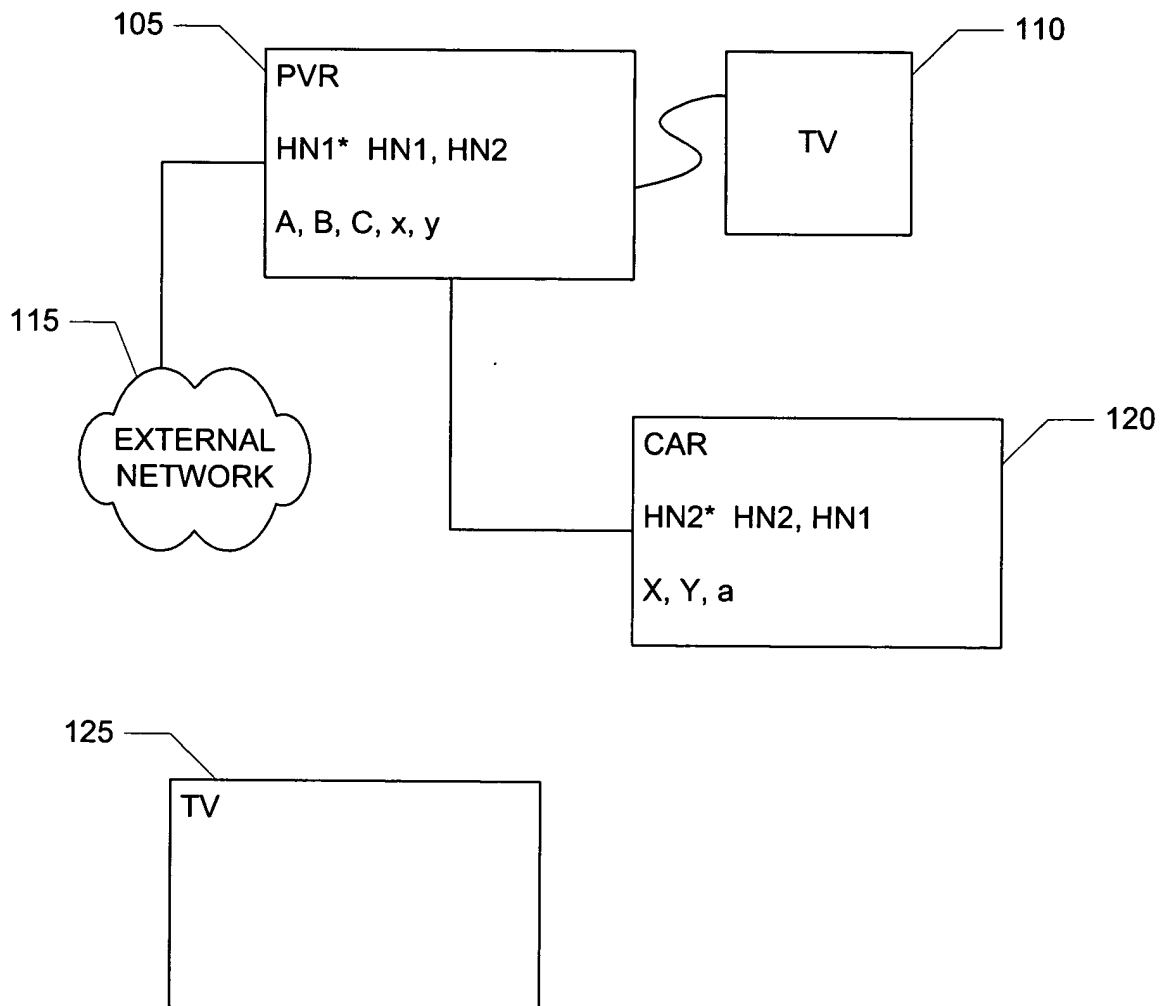 105
110
PVR
HN1* HN1, HN2
A, B, C, x, y
TV
115
EXTERNAL
NETWORK
120
CAR
HN2* HN2, HN1
X, Y, a
125
TV